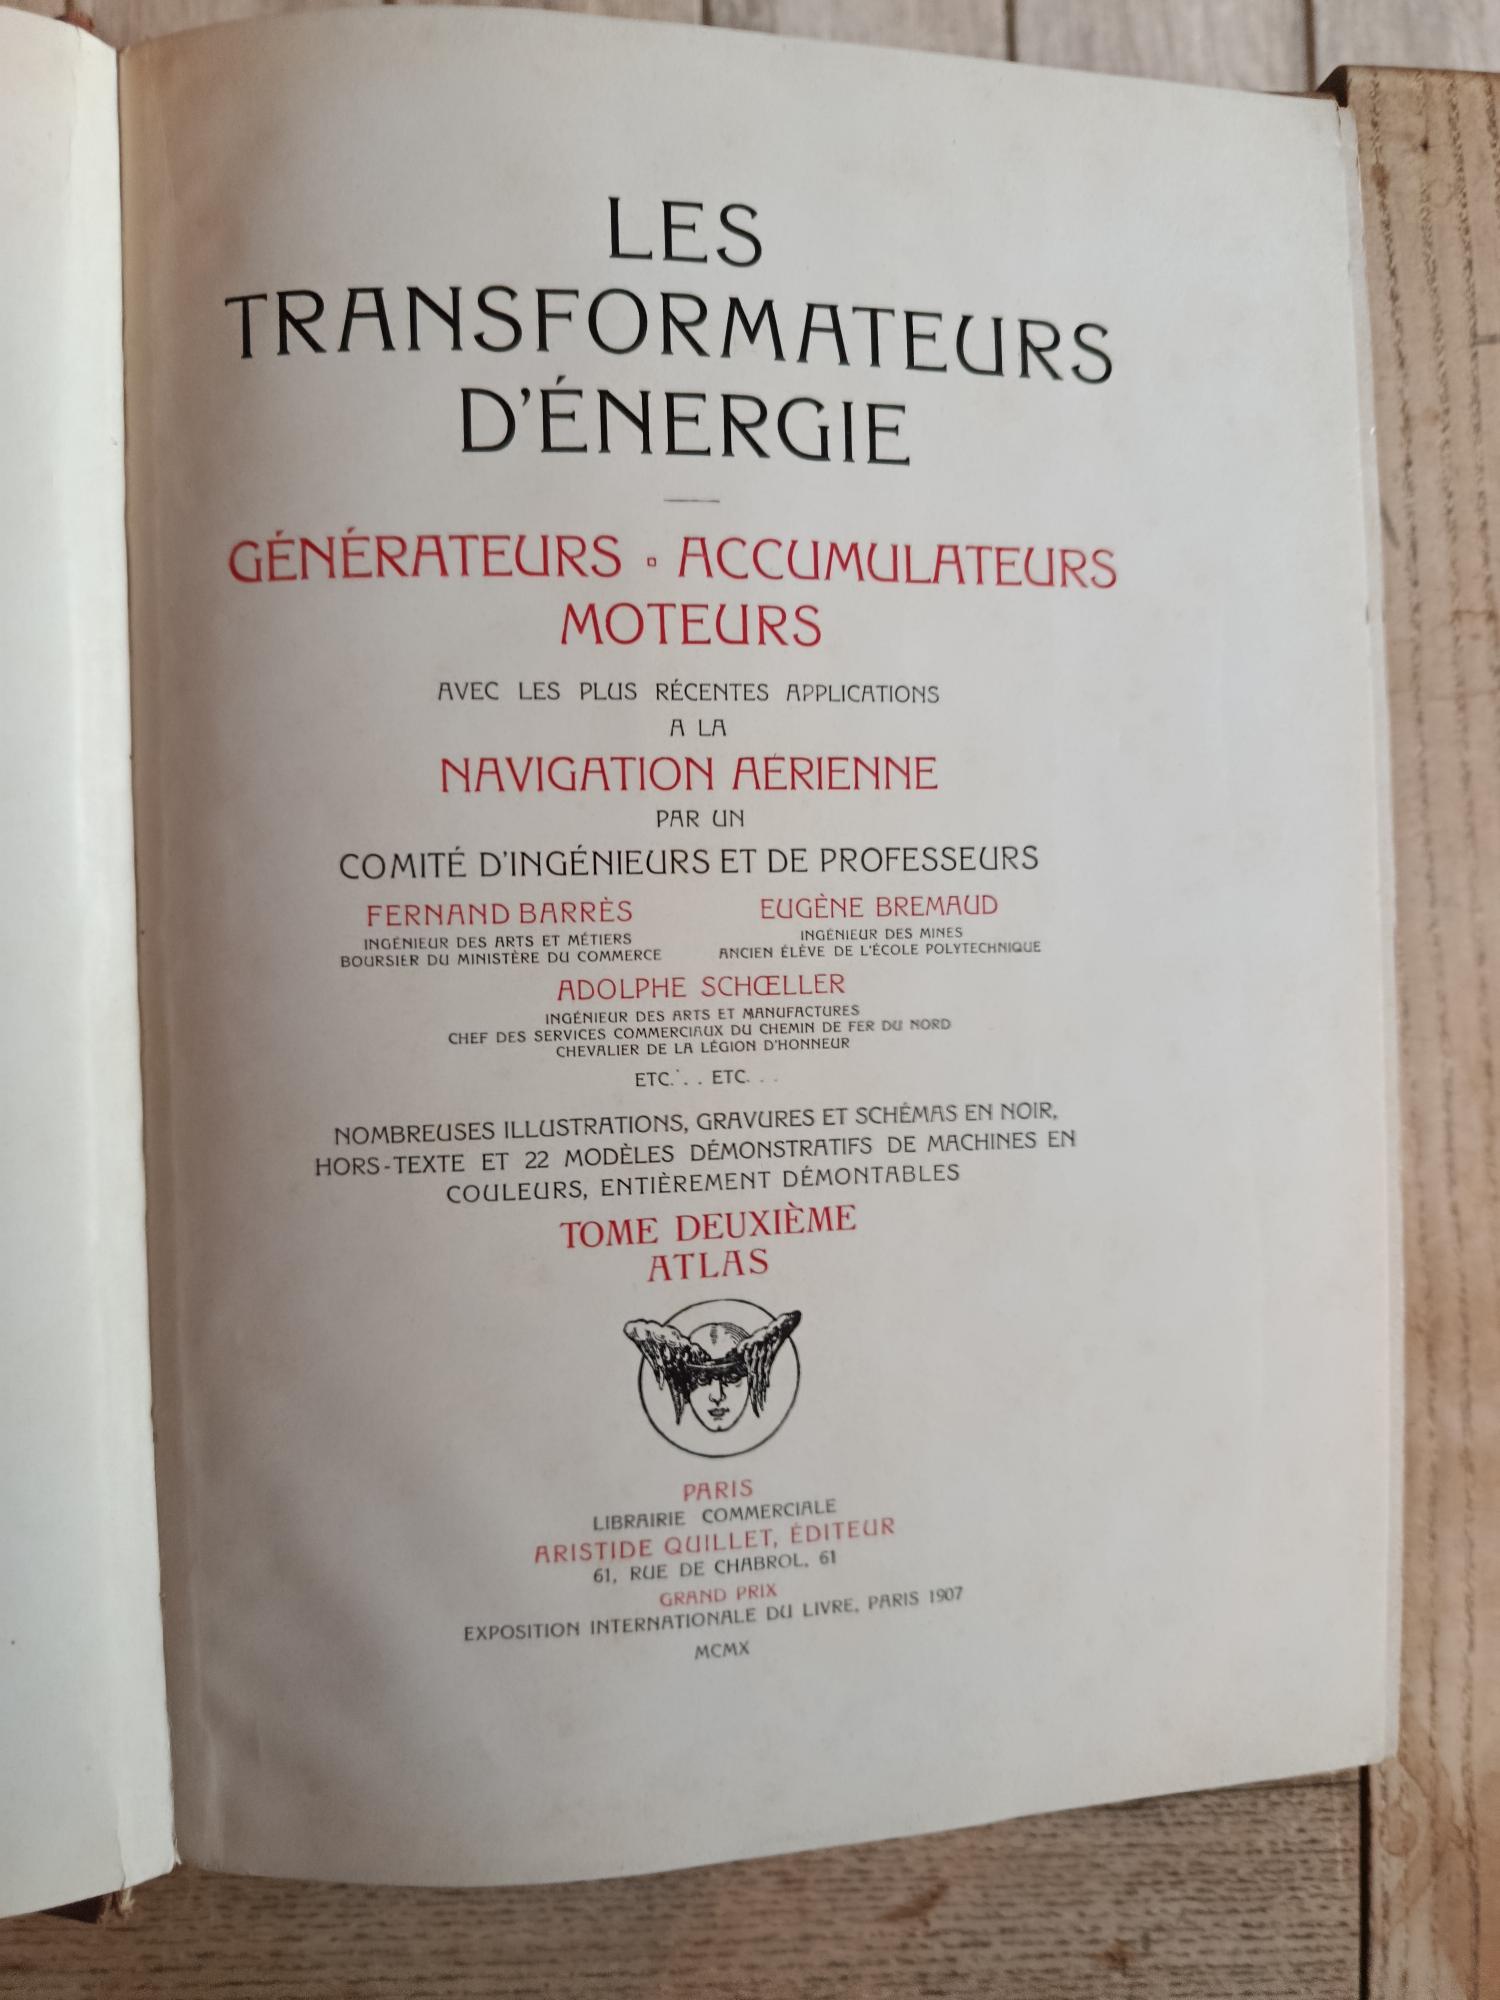 LES
TRANSFORMATEURS
D'ÉNERGIE
GÉNÉRATEURS ▫ ACCUMULATEURS
MOTEURS
AVEC LES PLUS RÉCENTES APPLICATIONS
A LA
NAVIGATION AÉRIENNE
PAR UN
COMITÉ D'INGÉNIEURS ET DE PROFESSEURS
FERNAND BARRÈS
INGÉNIEUR DES ARTS ET MÉTIERS
BOURSIER DU MINISTÈRE DU COMMERCE
EUGÈNE BREMAUD
INGÉNIEUR DES MINES
ANCIEN ÉLÈVE DE L'ÉCOLE POLYTECHNIQUE
ADOLPHE SCHŒLLER
INGÉNIEUR DES ARTS ET MANUFACTURES
CHEF DES SERVICES COMMERCIAUX DU CHEMIN DE FER DU NORD
CHEVALIER DE LA LÉGION D'HONNEUR
ETC... ETC...
NOMBREUSES ILLUSTRATIONS, GRAVURES ET SCHÉMAS EN NOIR,
HORS-TEXTE ET 22 MODÈLES DÉMONSTRATIFS DE MACHINES EN
COULEURS, ENTIÈREMENT DÉMONTABLES
TOME DEUXIÈME
ATLAS
PARIS
LIBRAIRIE COMMERCIALE
ARISTIDE QUILLET, ÉDITEUR
61, RUE DE CHABROL, 61
GRAND PRIX
EXPOSITION INTERNATIONALE DU LIVRE, PARIS 1907
MCMX